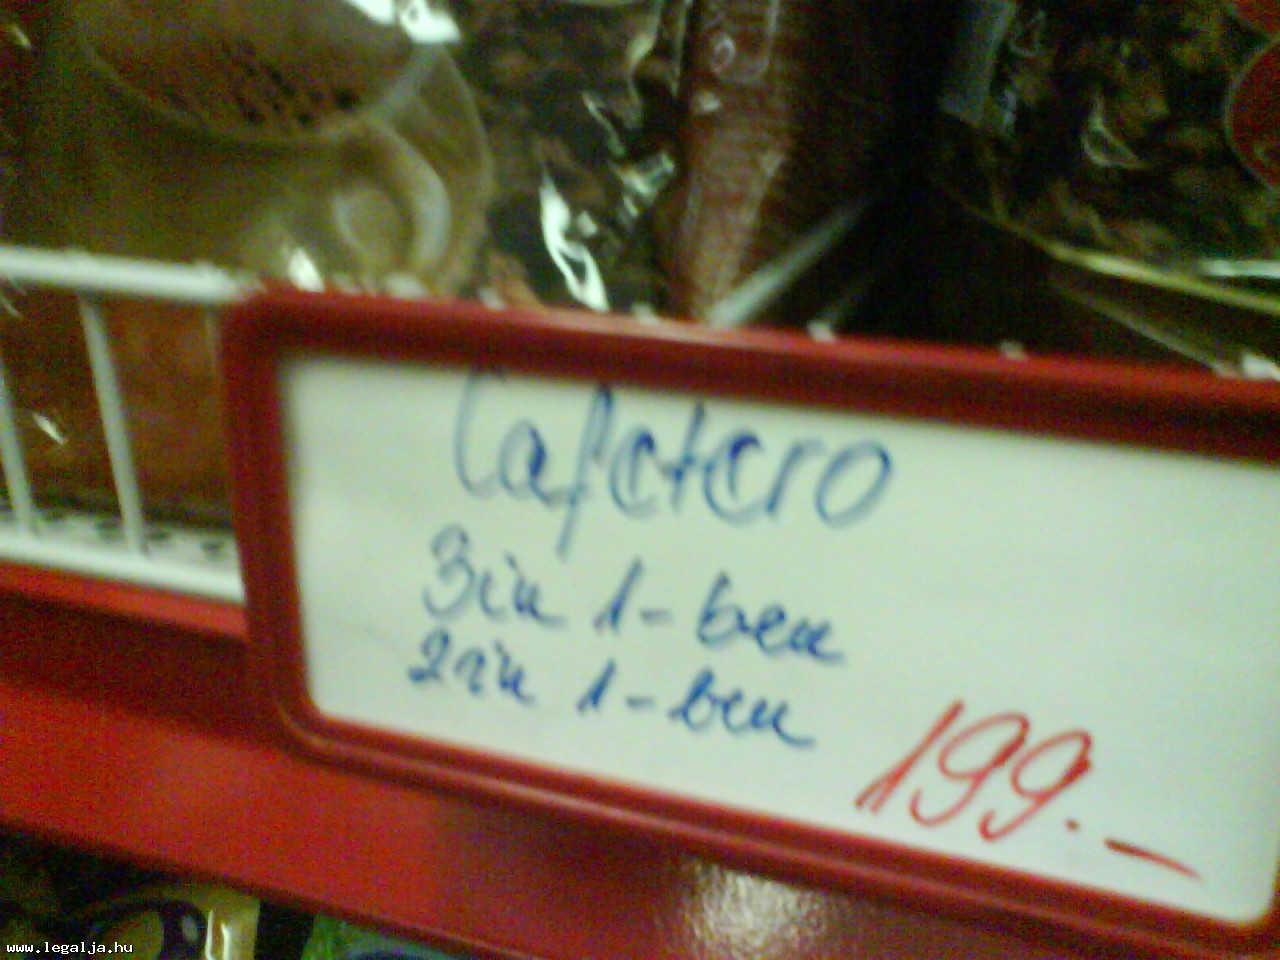 Cafetero
3in 1-ben
2in 1-ben
199.-
www.legalja.hu